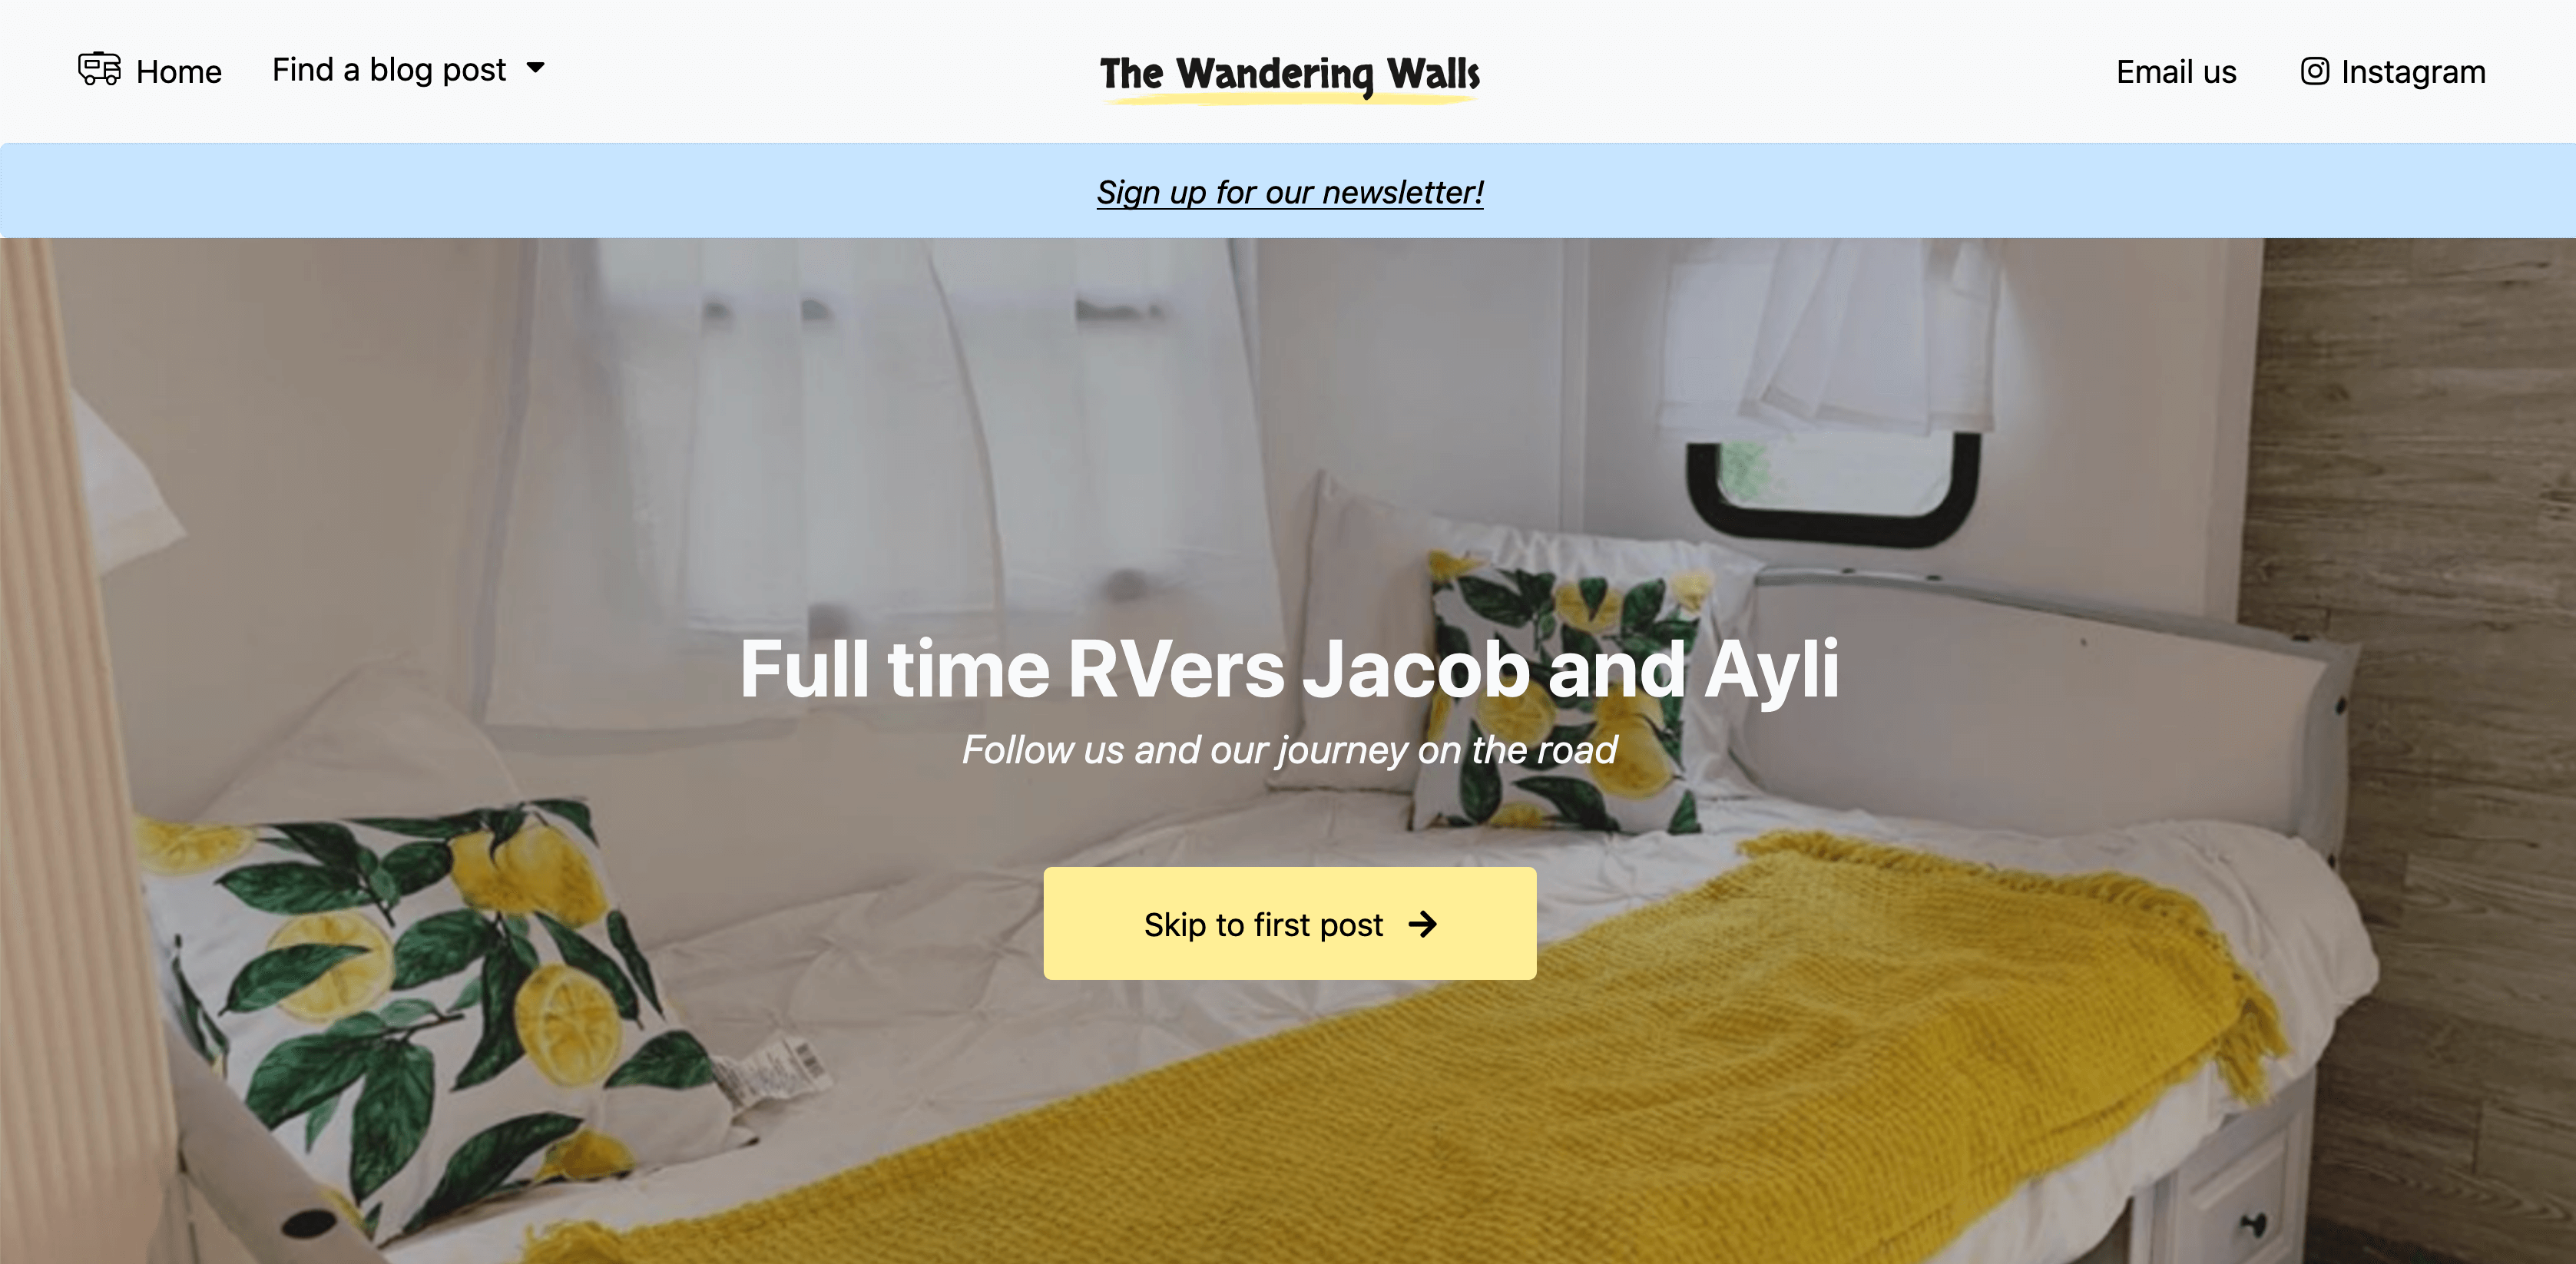 Home
Find a blog post
The Wandering Walls
Email us
Instagram
Sign up for our newsletter!
Full time RVers Jacob and Ayli
Follow us and our journey on the road
Skip to first post